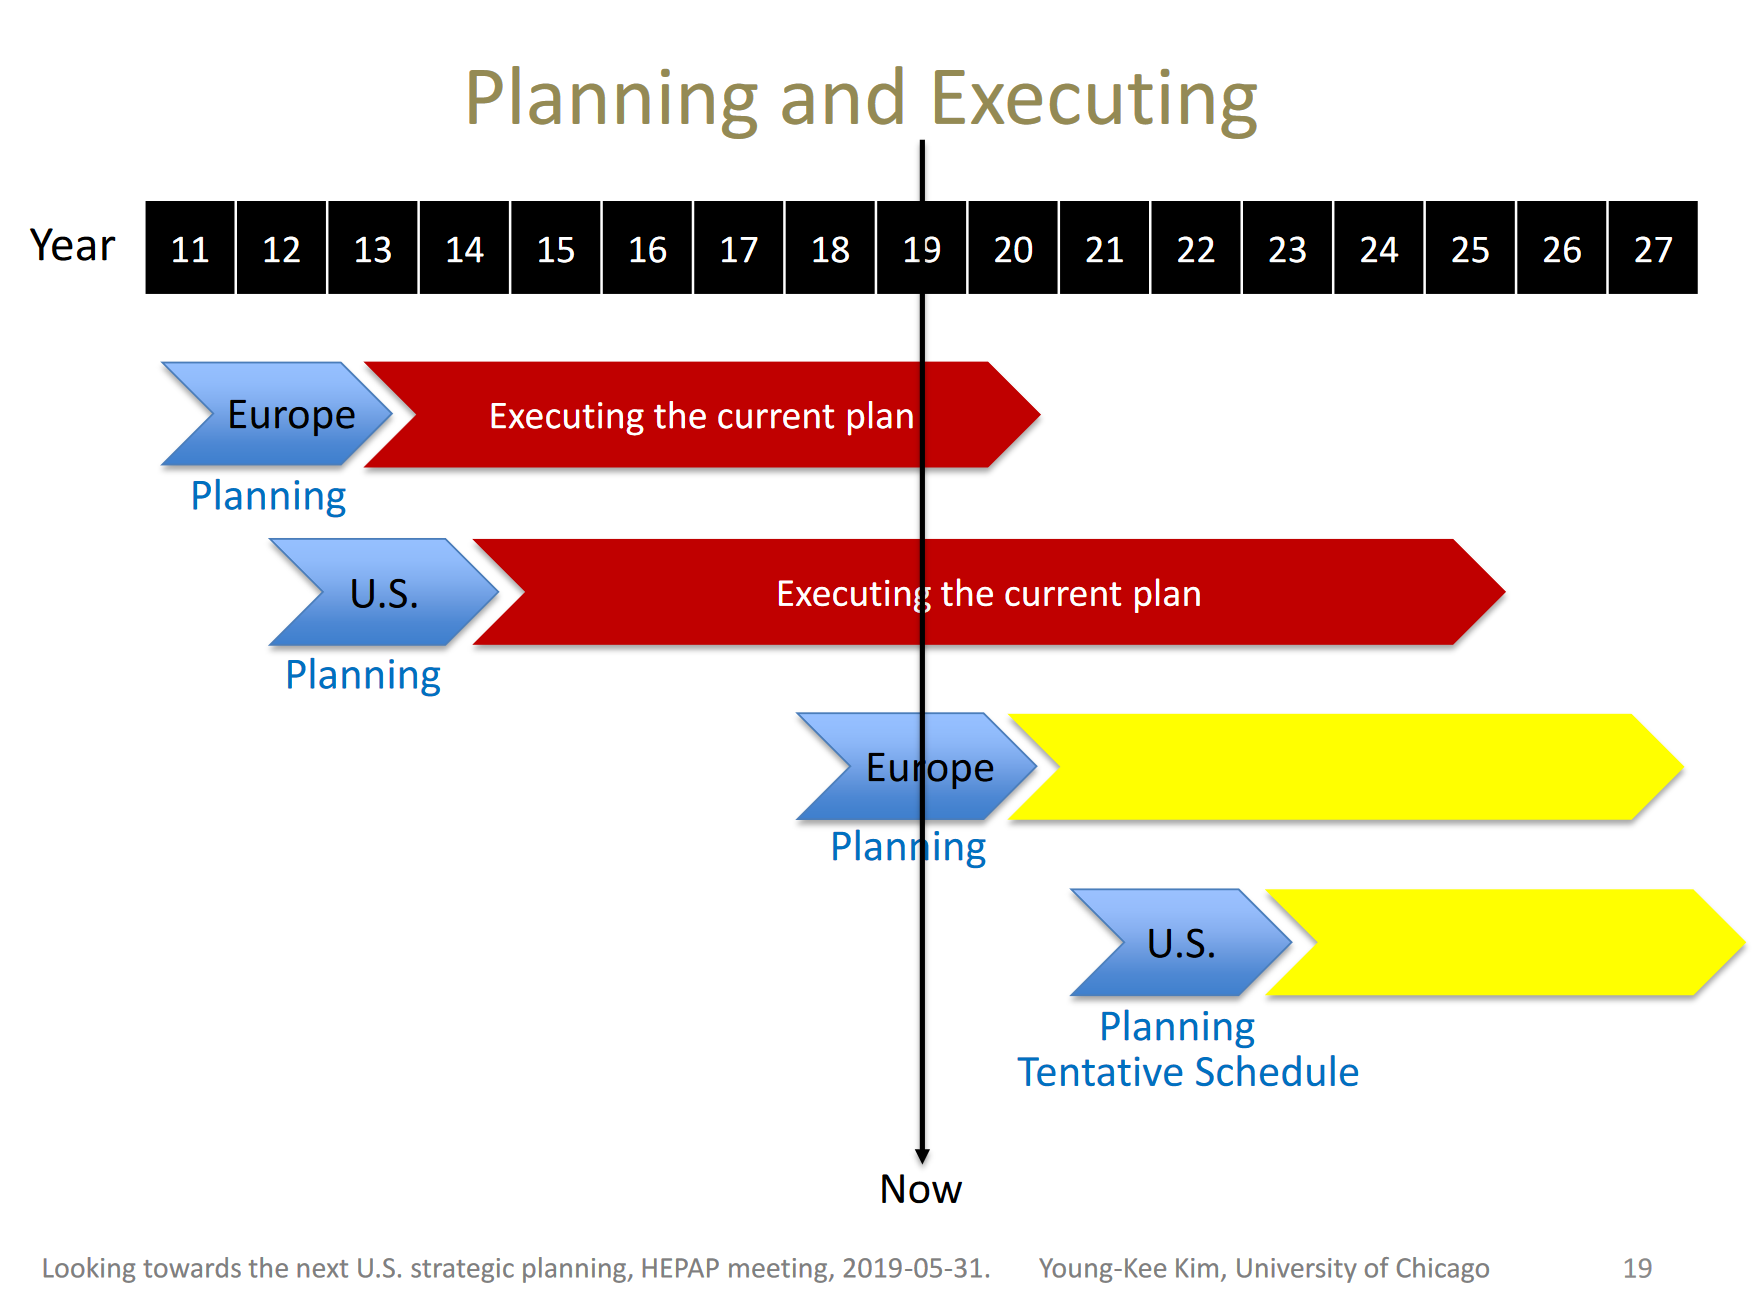 Planning and Executing
Year 11 12 13 14 15 16 17 18 19 20 21 22 23 24 25 26 27
Europe Executing the current plan
Planning
U.S. Executing the current plan
Planning
Europe
Planning
U.S.
Planning
Tentative Schedule
Now
Looking towards the next U.S. strategic planning, HEPAP meeting, 2019-05-31. Young-Kee Kim, University of Chicago 19